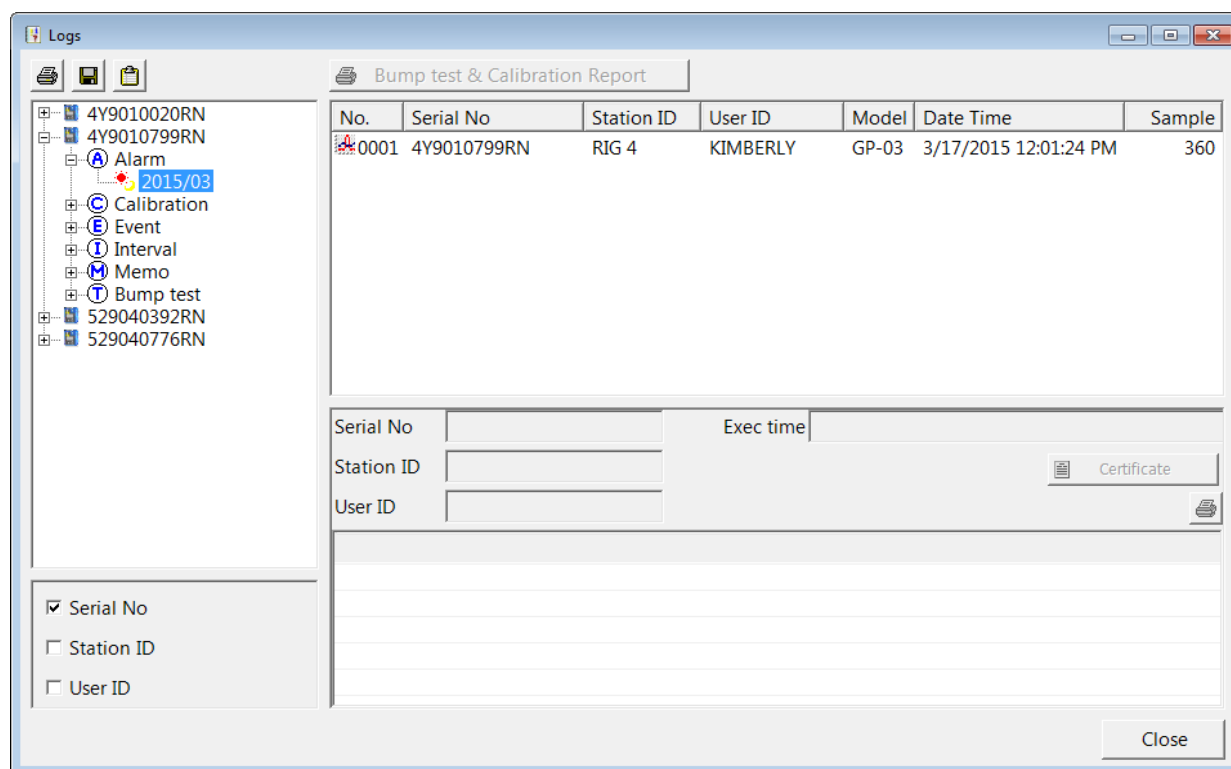 Logs
Bump test & Calibration Report
4Y9010020RN
4Y9010799RN
A Alarm
2015/03
C Calibration
E Event
I Interval
M Memo
T Bump test
529040392RN
529040776RN
Serial No
Station ID
User ID
No. Serial No Station ID User ID Model Date Time Sample
0001 4Y9010799RN RIG 4 KIMBERLY GP-03 3/17/2015 12:01:24 PM 360
Serial No Exec time
Station ID Certificate
User ID
Close